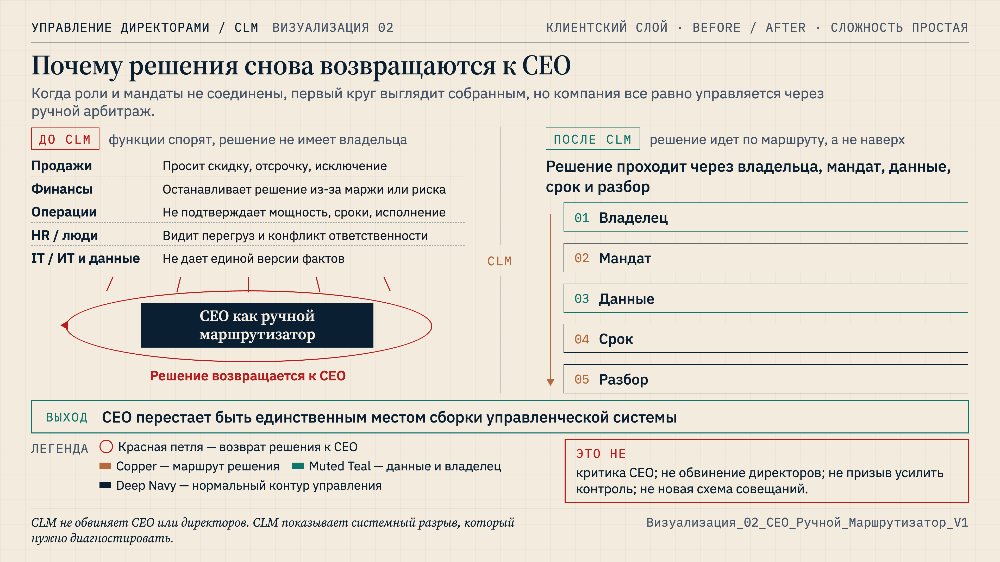 УПРАВЛЕНИЕ ДИРЕКТОРАМИ / CLM ВИЗУАЛИЗАЦИЯ 02
КЛИЕНТСКИЙ СЛОЙ · BEFORE / AFTER · СЛОЖНОСТЬ ПРОСТАЯ
Почему решения снова возвращаются к CEO
Когда роли и мандаты не соединены, первый круг выглядит собранным, но компания все равно управляется через
ручной арбитраж.
ДО CLM функции спорят, решение не имеет владельца
Продажи Просит скидку, отсрочку, исключение
Финансы Останавливает решение из-за маржи или риска
Операции Не подтверждает мощность, сроки, исполнение
HR / люди Видит перегруз и конфликт ответственности
IT / ИТ и данные Не дает единой версии фактов
CEO как ручной
маршрутизатор
Решение возвращается к CEO
CLM
ПОСЛЕ CLM решение идет по маршруту, а не наверх
Решение проходит через владельца, мандат, данные,
срок и разбор
01 Владелец
02 Мандат
03 Данные
04 Срок
05 Разбор
ВЫХОД CEO перестает быть единственным местом сборки управленческой системы
ЛЕГЕНДА Красная петля — возврат решения к CEO
Copper — маршрут решения Muted Teal — данные и владелец
Deep Navy — нормальный контур управления
ЭТО НЕ
критика CEO; не обвинение директоров; не призыв усилить
контроль; не новая схема совещаний.
CLM не обвиняет CEO или директоров. CLM показывает системный разрыв, который
нужно диагностировать.
Визуализация_02_CEO_Ручной_Маршрутизатор_V1